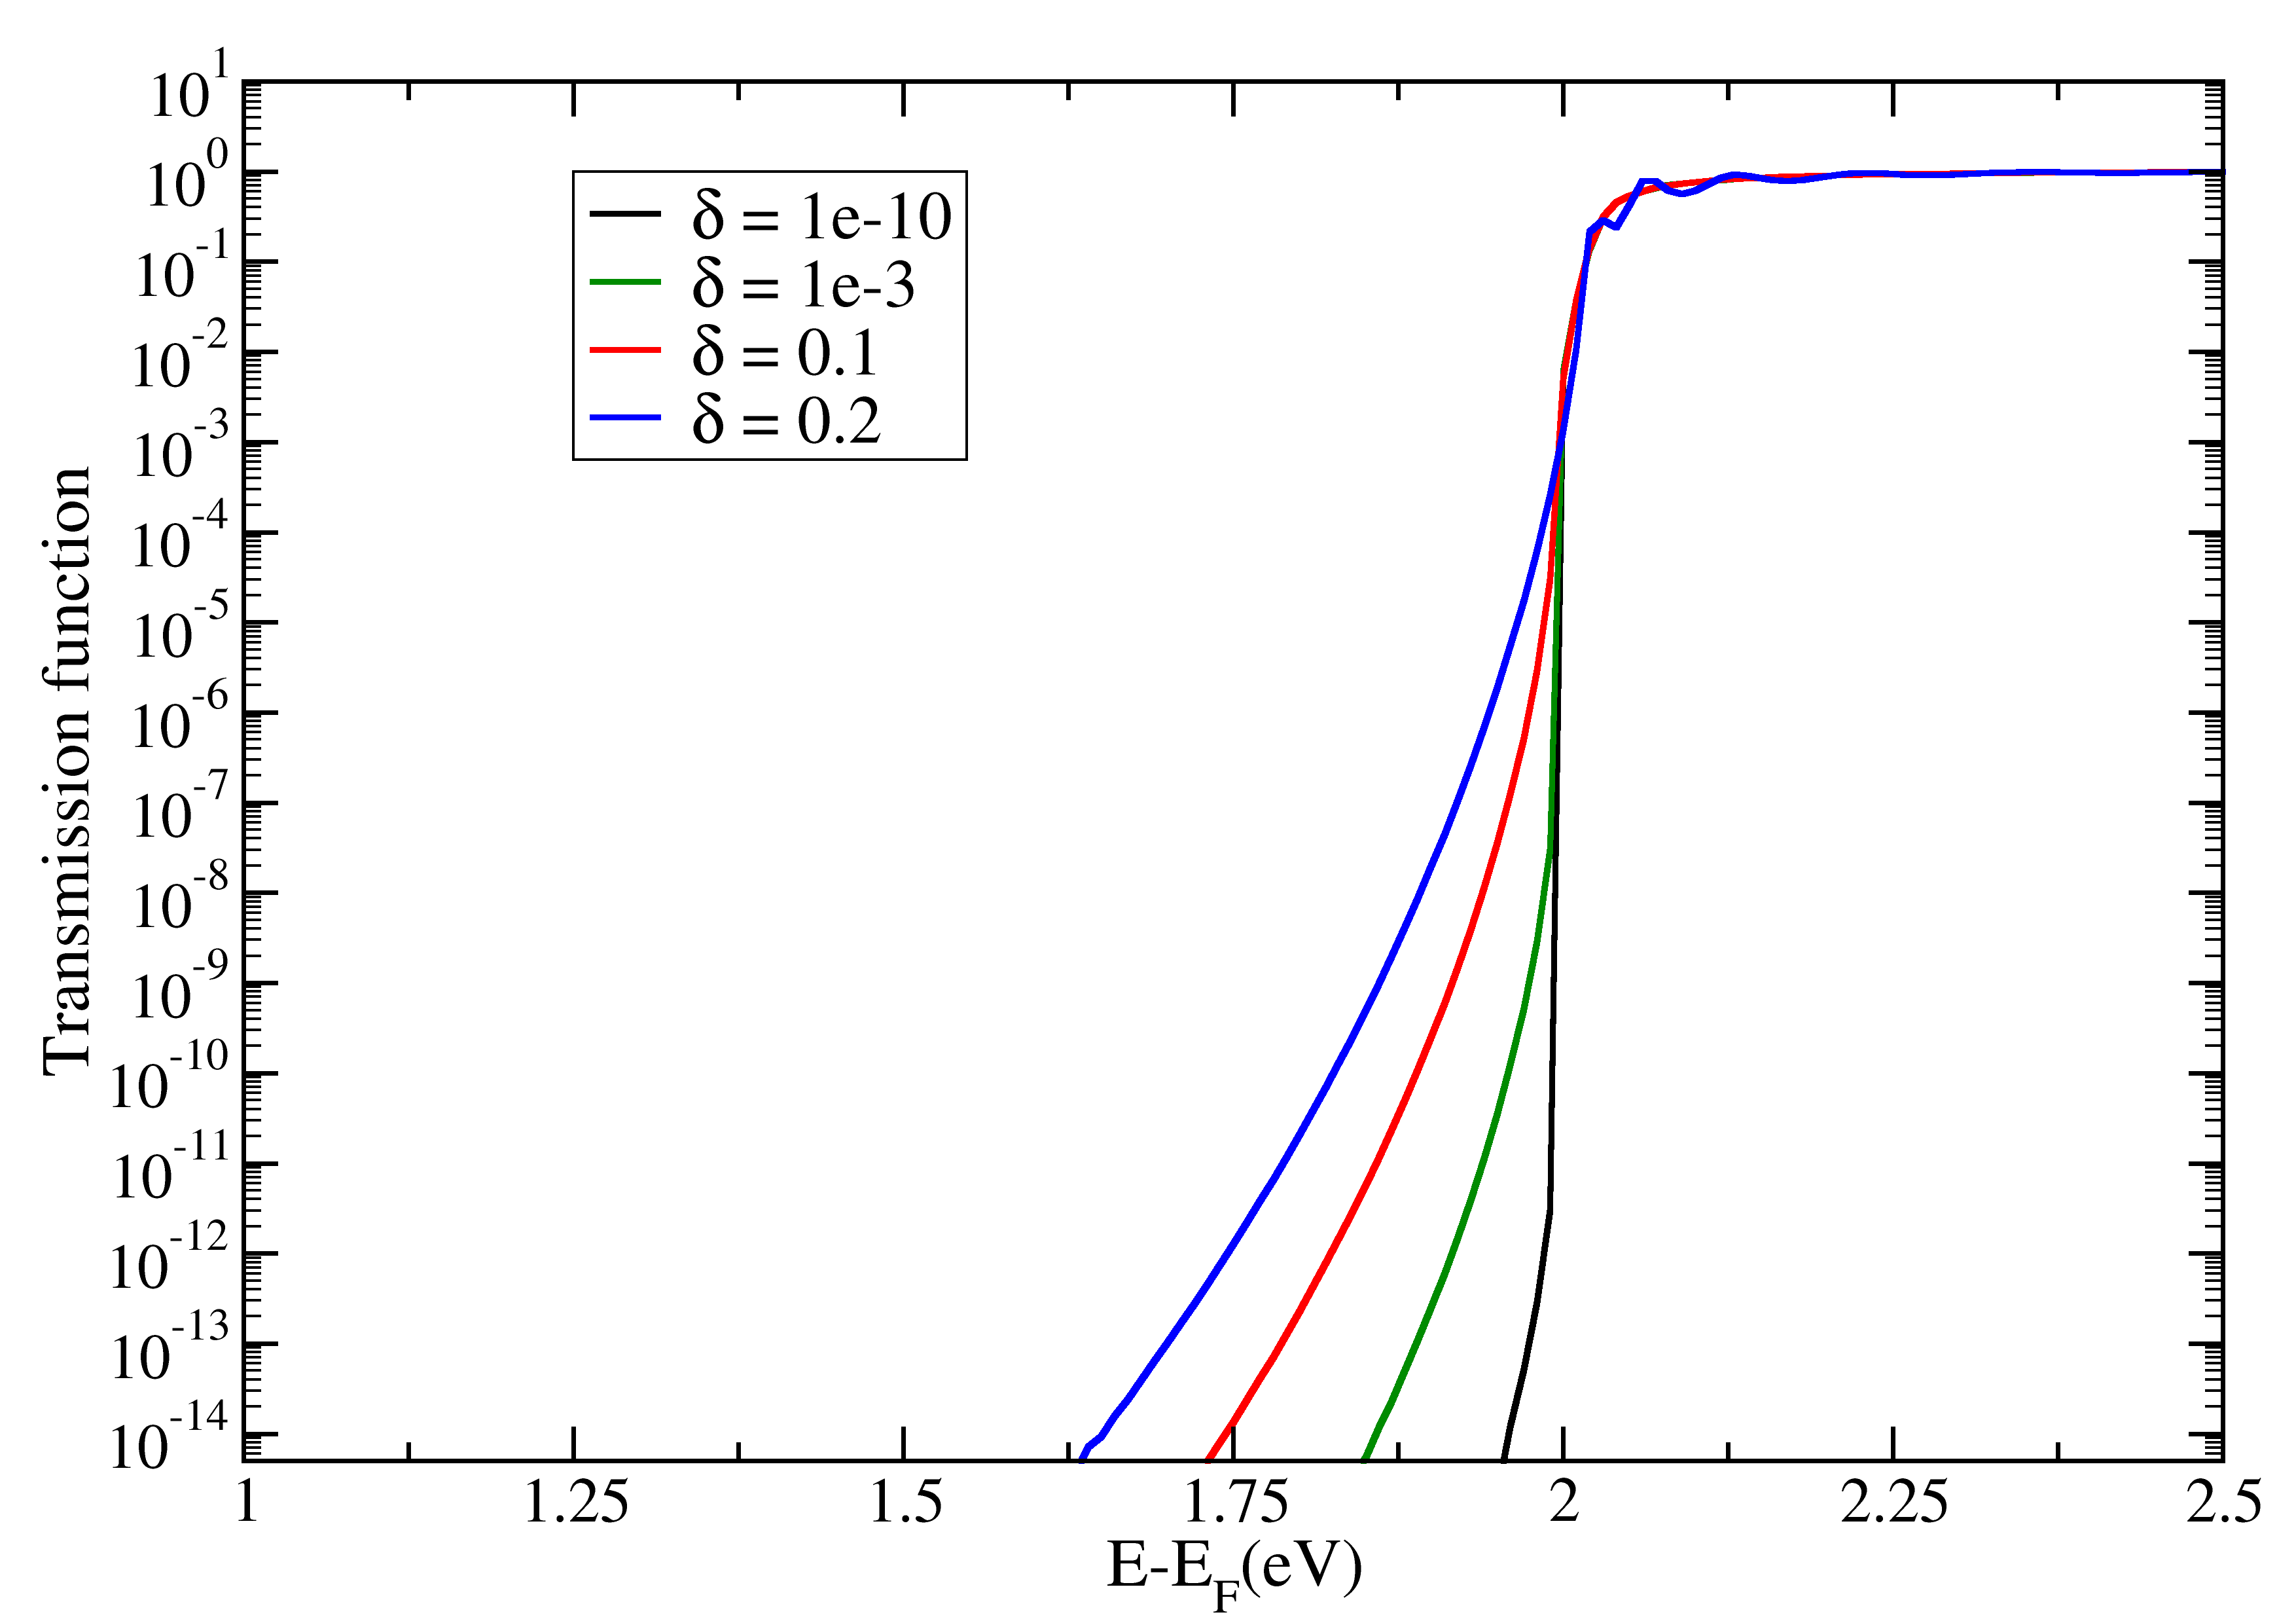 10^1
10^0
10^-1
10^-2
10^-3
10^-4
10^-5
10^-6
10^-7
10^-8
10^-9
10^-10
10^-11
10^-12
10^-13
10^-14
Transmission function
δ = 1e-10
δ = 1e-3
δ = 0.1
δ = 0.2
1 1.25 1.5 1.75 2 2.25 2.5
E-E_F(eV)